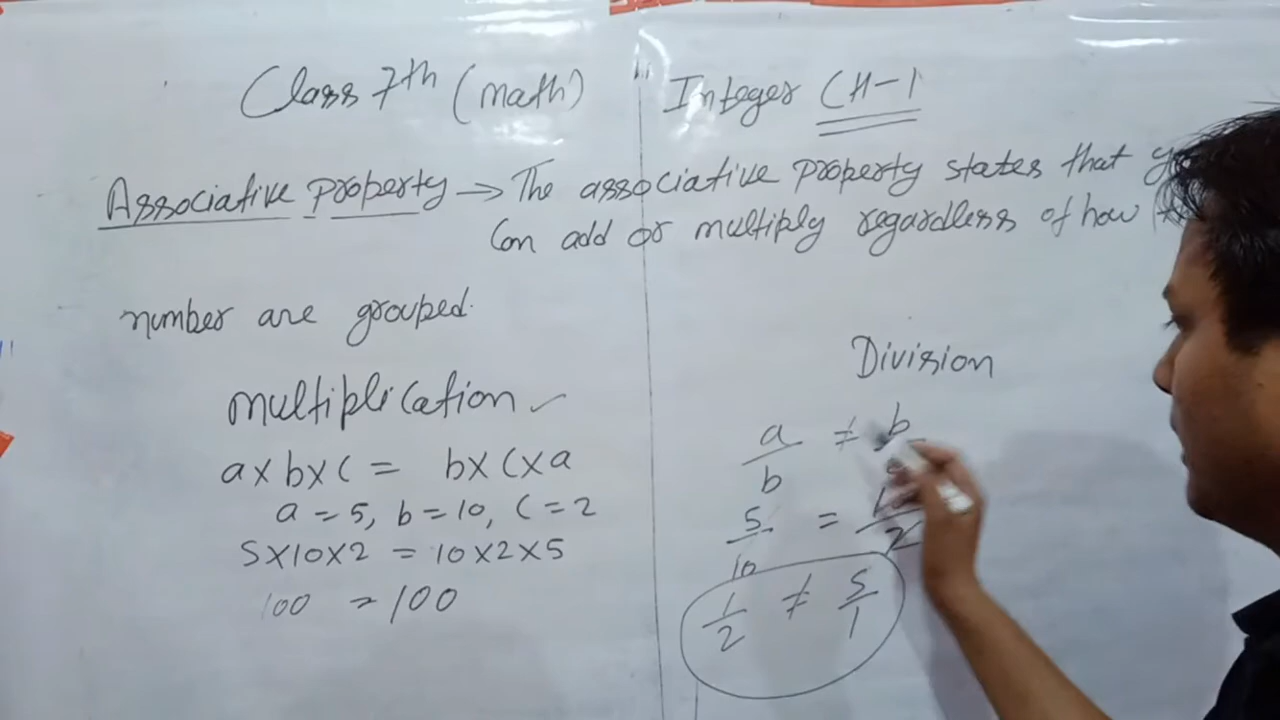 Class 7th (math) Integer CH-1
Associative property → The associative property states that
Can add or multiply regardless of how
number are grouped.
multiplication ✓
a×b×c = b×c×a
a = 5, b = 10, c = 2
5×10×2 = 10×2×5
100 = 100
Division
a/b ≠ b/
5/10 = /2
1/2 ≠ 5/1